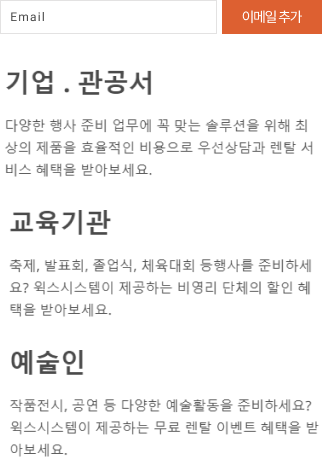 Email
이메일 추가
기업 . 관공서
다양한 행사 준비 업무에 꼭 맞는 솔루션을 위해 최
상의 제품을 효율적인 비용으로 우선상담과 렌탈 서
비스 혜택을 받아보세요.
교육기관
축제, 발표회, 졸업식, 체육대회 등행사를 준비하세
요? 윅스시스템이 제공하는 비영리 단체의 할인 혜
택을 받아보세요.
예술인
작품전시, 공연 등 다양한 예술활동을 준비하세요?
윅스시스템이 제공하는 무료 렌탈 이벤트 혜택을 받
아보세요.